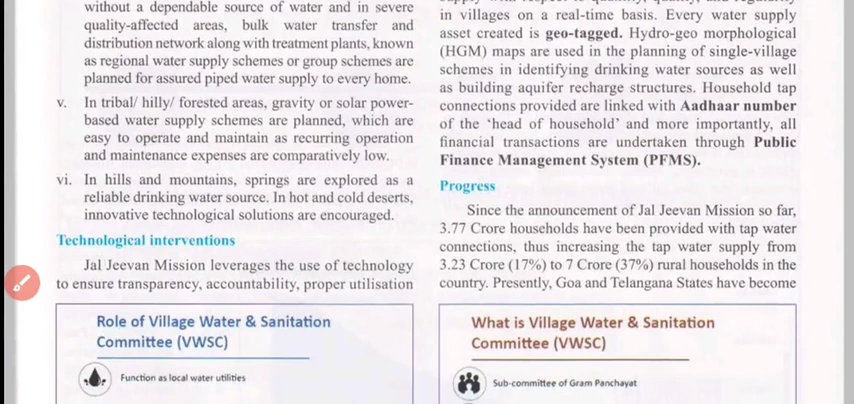 without a dependable source of water and in severe
quality-affected areas, bulk water transfer and
distribution network along with treatment plants, known
as regional water supply schemes or group schemes are
planned for assured piped water supply to every home.
v. In tribal/ hilly/ forested areas, gravity or solar power-
based water supply schemes are planned, which are
easy to operate and maintain as recurring operation
and maintenance expenses are comparatively low.
vi. In hills and mountains, springs are explored as a
reliable drinking water source. In hot and cold deserts,
innovative technological solutions are encouraged.
Technological interventions
Jal Jeevan Mission leverages the use of technology
to ensure transparency, accountability, proper utilisation
Role of Village Water & Sanitation
Committee (VWSC)
Function as local water utilities
in villages on a real-time basis. Every water supply
asset created is geo-tagged. Hydro-geo morphological
(HGM) maps are used in the planning of single-village
schemes in identifying drinking water sources as well
as building aquifer recharge structures. Household tap
connections provided are linked with Aadhaar number
of the ‘head of household’ and more importantly, all
financial transactions are undertaken through Public
Finance Management System (PFMS).
Progress
Since the announcement of Jal Jeevan Mission so far,
3.77 Crore households have been provided with tap water
connections, thus increasing the tap water supply from
3.23 Crore (17%) to 7 Crore (37%) rural households in the
country. Presently, Goa and Telangana States have become
What is Village Water & Sanitation
Committee (VWSC)
Sub-committee of Gram Panchayat